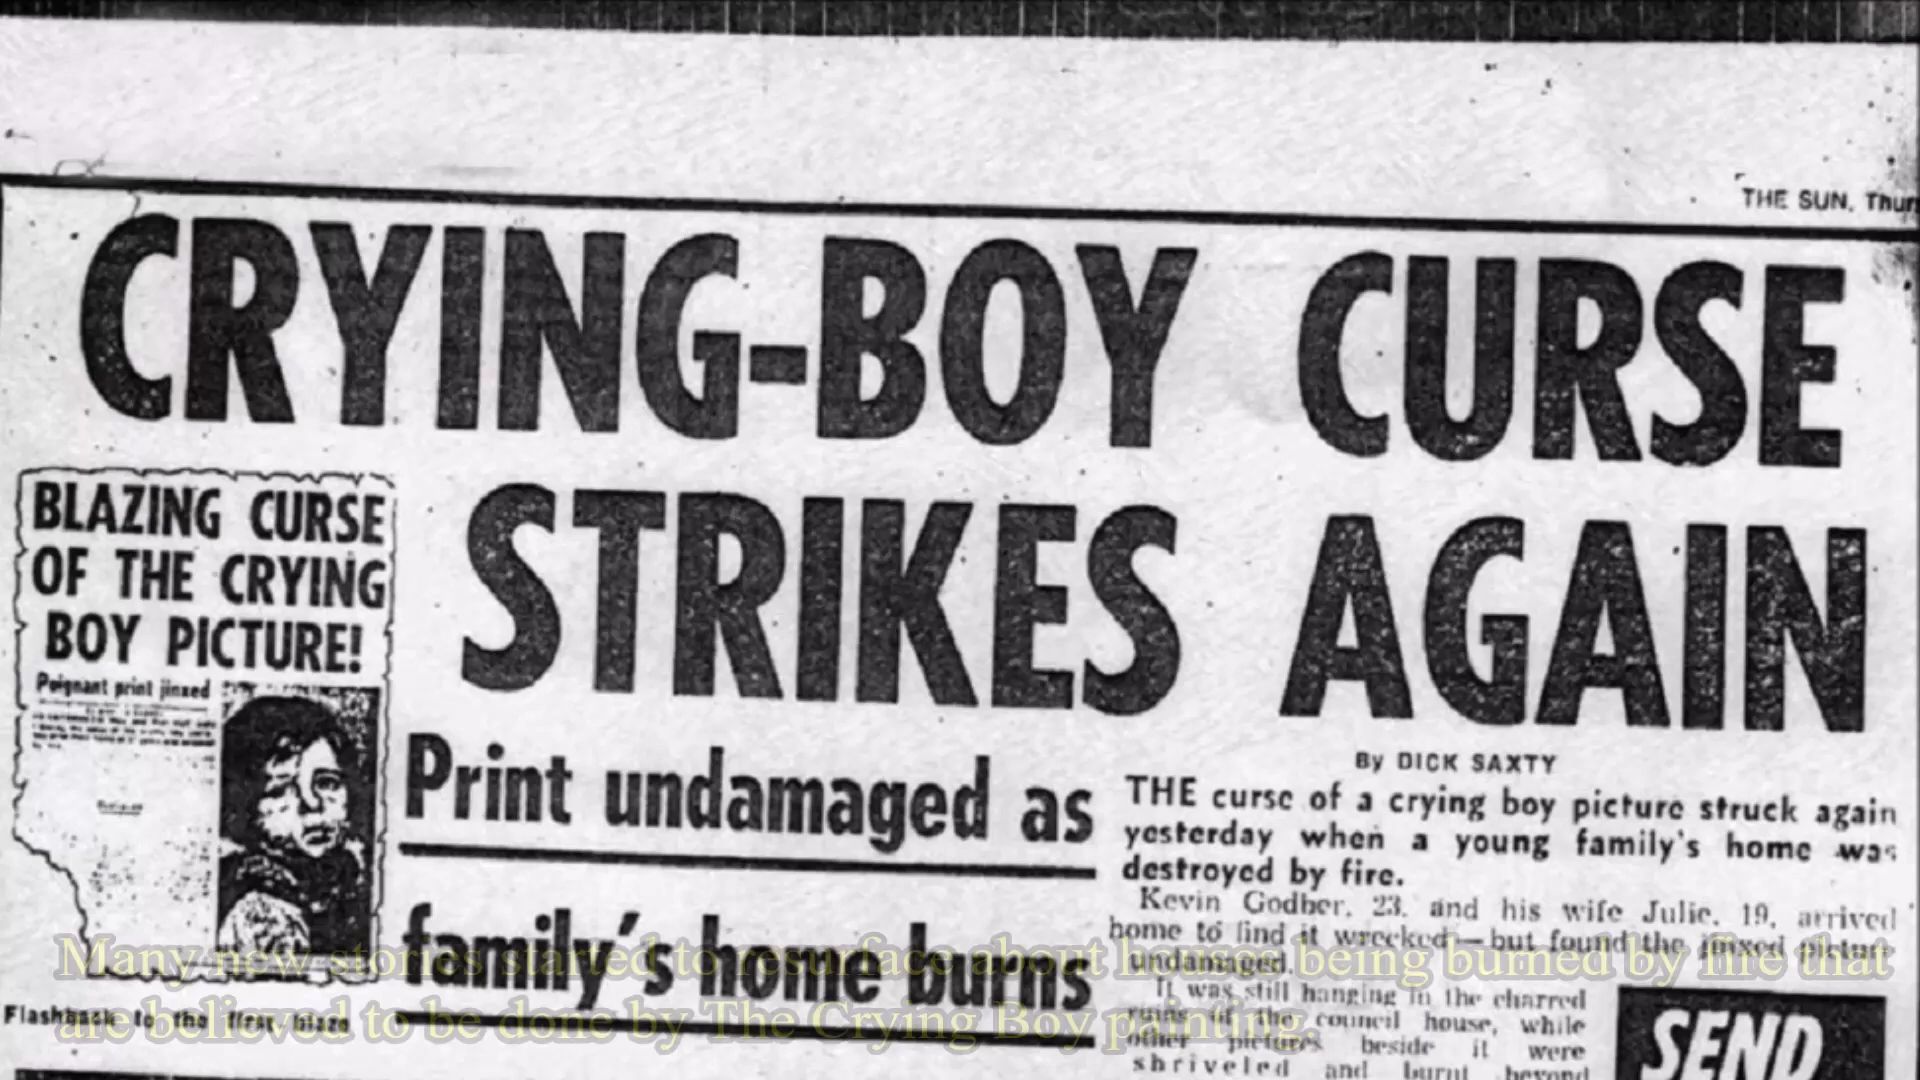 THE SUN, Thur
CRYING-BOY CURSE
STRIKES AGAIN
BLAZING CURSE
OF THE CRYING
BOY PICTURE!
Peignant print jinxed
Flashback to the first blaze
Print undamaged as
family's home burns
By DICK SAXTY
THE curse of a crying boy picture struck again
yesterday when a young family's home was
destroyed by fire.
Kevin Godber, 23, and his wife Julie, 19, arrived
home to find it wrecked—but found the jinxed picture
undamaged.
It was still hanging in the charred
ruins of the council house, while
other pictures beside it were
shriveled and burnt beyond
SEND
Many new stories started to resurface about houses being burned by fire that
are believed to be done by The Crying Boy painting.